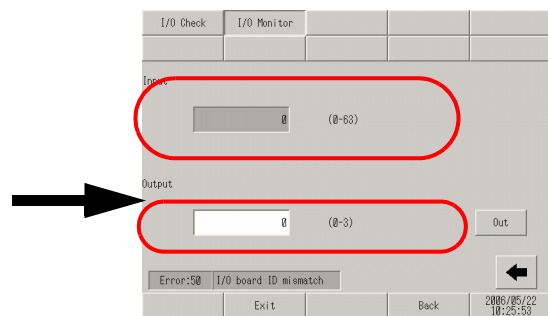 I/O Check I/O Monitor
Input
0 (0-63)
Output
0 (0-3) Out
Error:50 I/O board ID mismatch
Exit Back 2006/05/22
10:25:53